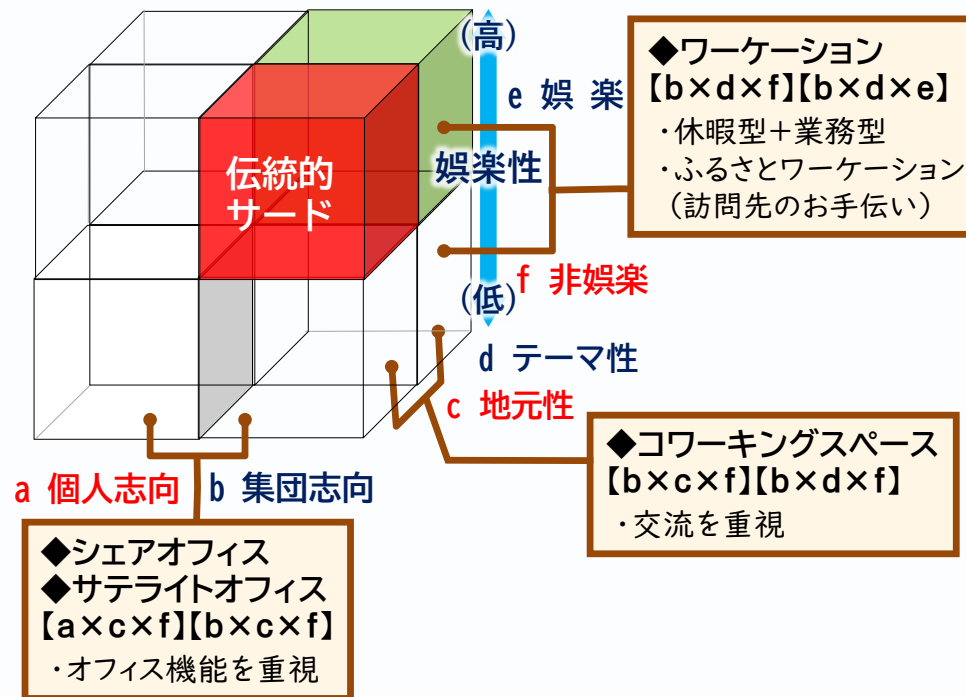 (高)
e 娯 楽
娯楽性
伝統的
サード
f 非娯楽
(低)
d テーマ性
c 地元性
a 個人志向
b 集団志向
◆ワーケーション
【b×d×f】【b×d×e】
・休暇型+業務型
・ふるさとワーケーション
(訪問先のお手伝い)
◆コワーキングスペース
【b×c×f】【b×d×f】
・交流を重視
◆シェアオフィス
◆サテライトオフィス
【a×c×f】【b×c×f】
・オフィス機能を重視